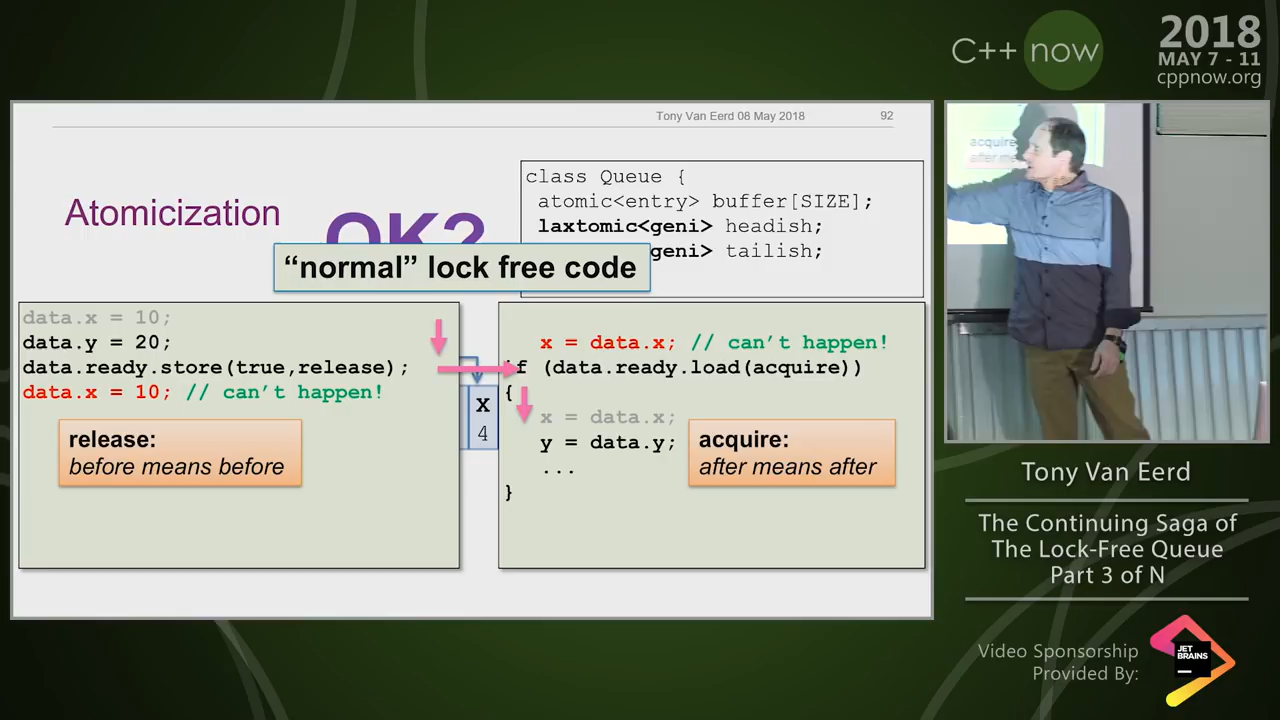 C++ now
2018
MAY 7 - 11
cppnow.org
Tony Van Eerd 08 May 2018
92
Atomicization
OK?
"normal" lock free code
class Queue {
atomic<entry> buffer[SIZE];
laxtomic<geni> headish;
geni> tailish;
data.x = 10;
data.y = 20;
data.ready.store(true,release);
data.x = 10; // can't happen!
release:
before means before
x
4
x = data.x; // can't happen!
if (data.ready.load(acquire))
{
x = data.x;
y = data.y;
...
}
acquire:
after means after
acquire
after me
Tony Van Eerd
The Continuing Saga of
The Lock-Free Queue
Part 3 of N
Video Sponsorship
Provided By:
JET
BRAINS